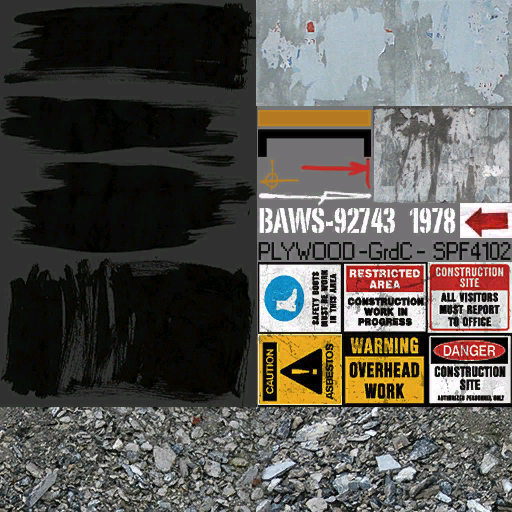 BAWS-92743 1978
PLYWOOD -GrdC - SPF4102
SAFETY BOOTS
MUST BE WORN
IN THIS AREA
RESTRICTED
AREA
CONSTRUCTION
WORK IN
PROGRESS
CONSTRUCTION
SITE
ALL VISITORS
MUST REPORT
TO OFFICE
CAUTION
ASBESTOS
WARNING
OVERHEAD
WORK
DANGER
CONSTRUCTION
SITE
AUTHORIZED PERSONNEL ONLY